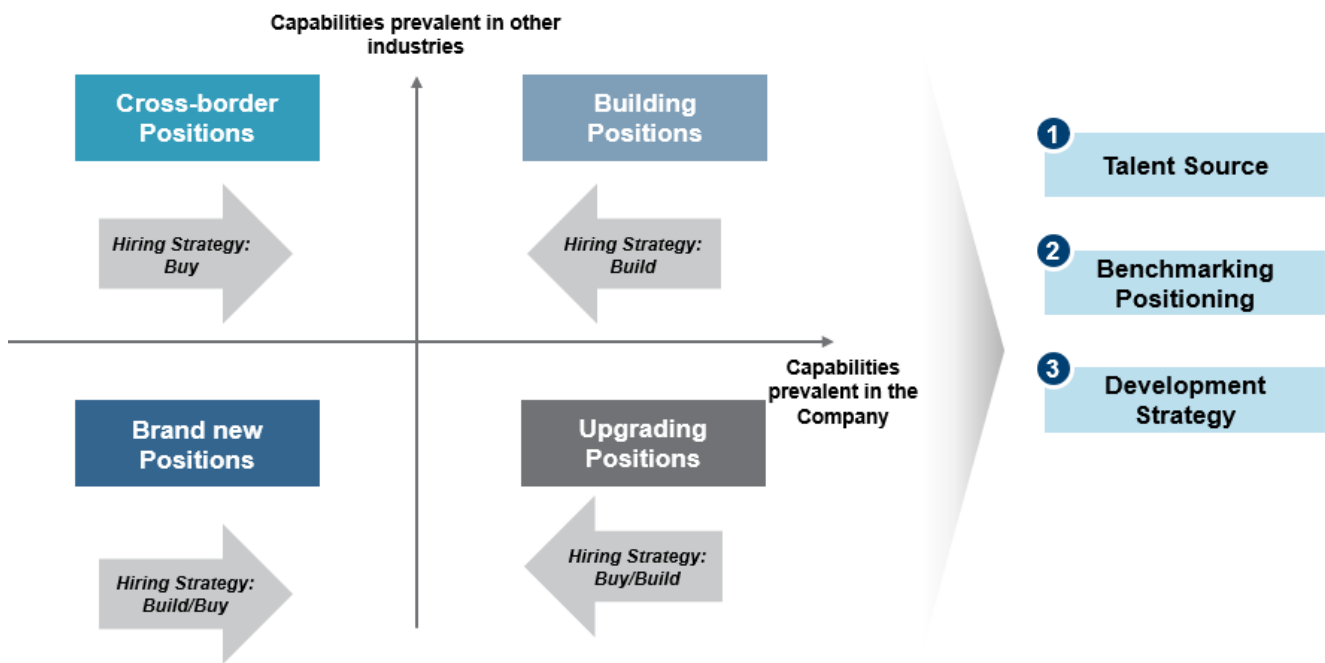 Capabilities prevalent in other
industries
Cross-border
Positions
Building
Positions
Hiring Strategy:
Buy
Hiring Strategy:
Build
Capabilities
prevalent in the
Company
Brand new
Positions
Upgrading
Positions
Hiring Strategy:
Build/Buy
Hiring Strategy:
Buy/Build
1
Talent Source
2
Benchmarking
Positioning
3
Development
Strategy